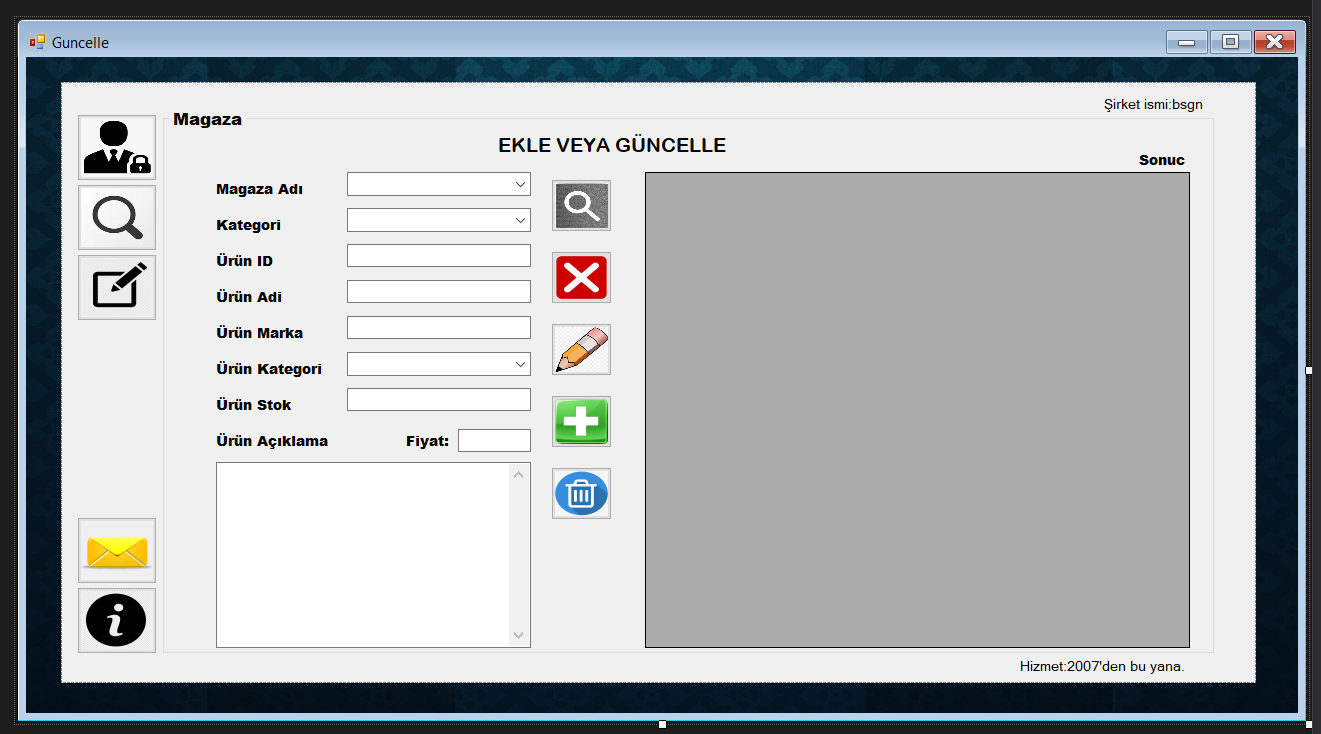 Guncelle
Şirket ismi:bsgn
Magaza
EKLE VEYA GÜNCELLE
Sonuc
Magaza Adı
Kategori
Ürün ID
Ürün Adi
Ürün Marka
Ürün Kategori
Ürün Stok
Ürün Açıklama Fiyat:
Hizmet:2007'den bu yana.